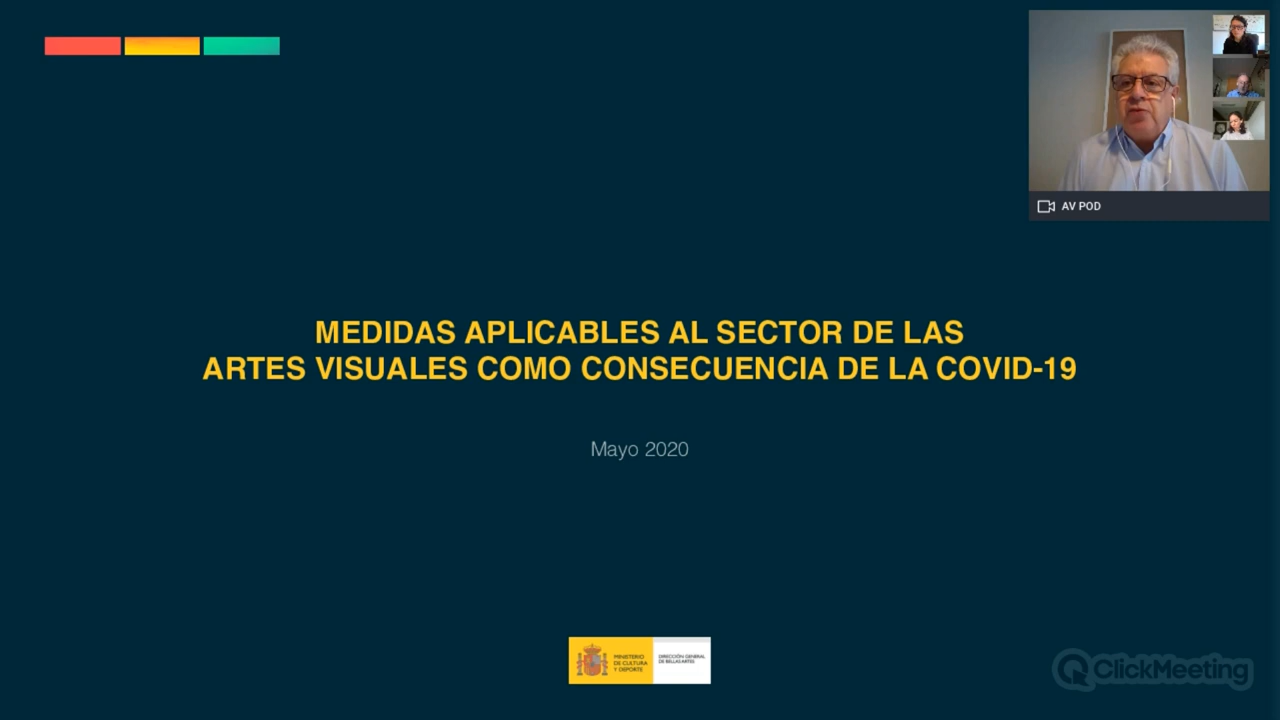 AV POD
MEDIDAS APLICABLES AL SECTOR DE LAS
ARTES VISUALES COMO CONSECUENCIA DE LA COVID-19
Mayo 2020
MINISTERIO
DE CULTURA
Y DEPORTE
DIRECCIÓN GENERAL
DE BELLAS ARTES
ClickMeeting